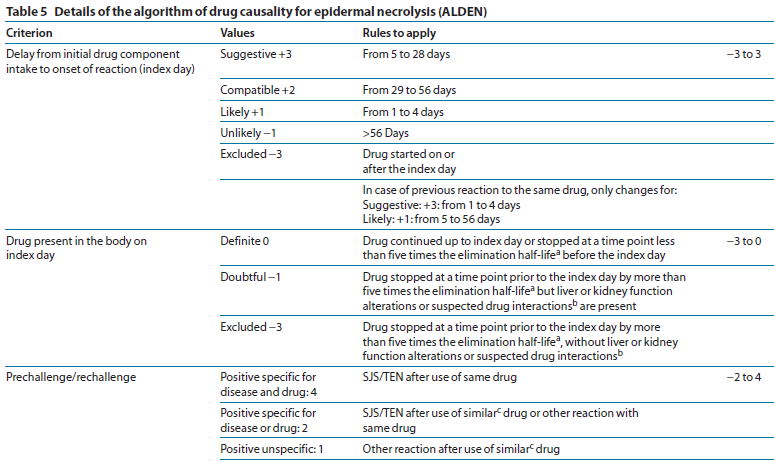 Table 5 Details of the algorithm of drug causality for epidermal necrolysis (ALDEN)
Criterion Values Rules to apply
Delay from initial drug component Suggestive +3 From 5 to 28 days −3 to 3
intake to onset of reaction (index day)
Compatible +2 From 29 to 56 days
Likely +1 From 1 to 4 days
Unlikely −1 >56 Days
Excluded −3 Drug started on or
after the index day
In case of previous reaction to the same drug, only changes for:
Suggestive: +3: from 1 to 4 days
Likely: +1: from 5 to 56 days
Drug present in the body on Definite 0 Drug continued up to index day or stopped at a time point less −3 to 0
index day than five times the elimination half-lifeᵃ before the index day
Doubtful −1 Drug stopped at a time point prior to the index day by more than
five times the elimination half-lifeᵃ but liver or kidney function
alterations or suspected drug interactionsᵇ are present
Excluded −3 Drug stopped at a time point prior to the index day by more
than five times the elimination half-lifeᵃ, without liver or kidney
function alterations or suspected drug interactionsᵇ
Prechallenge/rechallenge Positive specific for SJS/TEN after use of same drug −2 to 4
disease and drug: 4
Positive specific for SJS/TEN after use of similarᶜ drug or other reaction with
disease or drug: 2 same drug
Positive unspecific: 1 Other reaction after use of similarᶜ drug